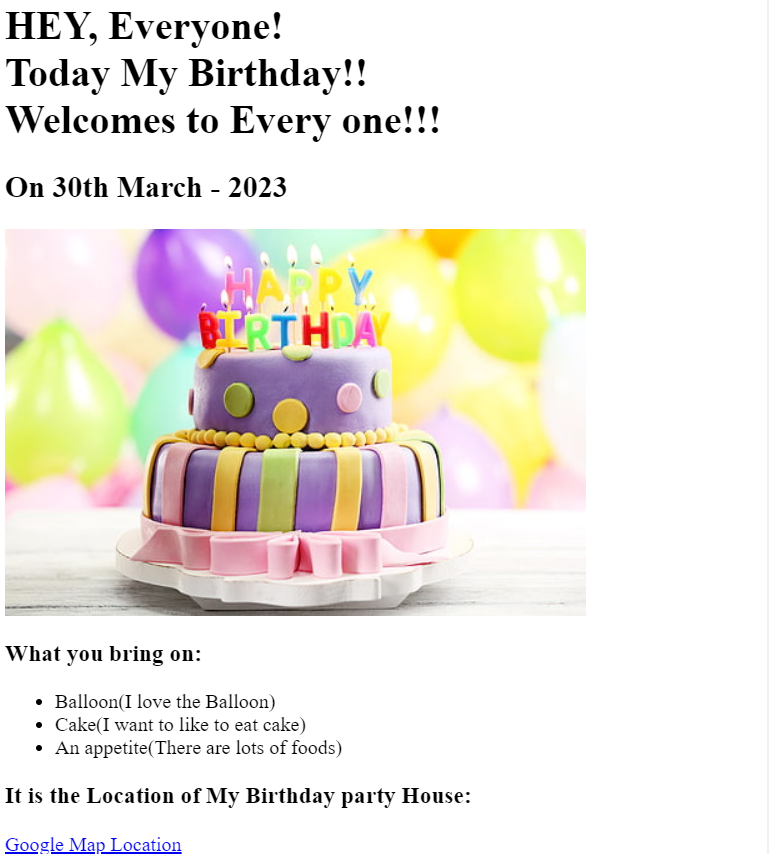 HEY, Everyone!
Today My Birthday!!
Welcomes to Every one!!!
On 30th March - 2023
HAPPY
BIRTHDAY
What you bring on:
Balloon(I love the Balloon)
Cake(I want to like to eat cake)
An appetite(There are lots of foods)
It is the Location of My Birthday party House:
Google Map Location